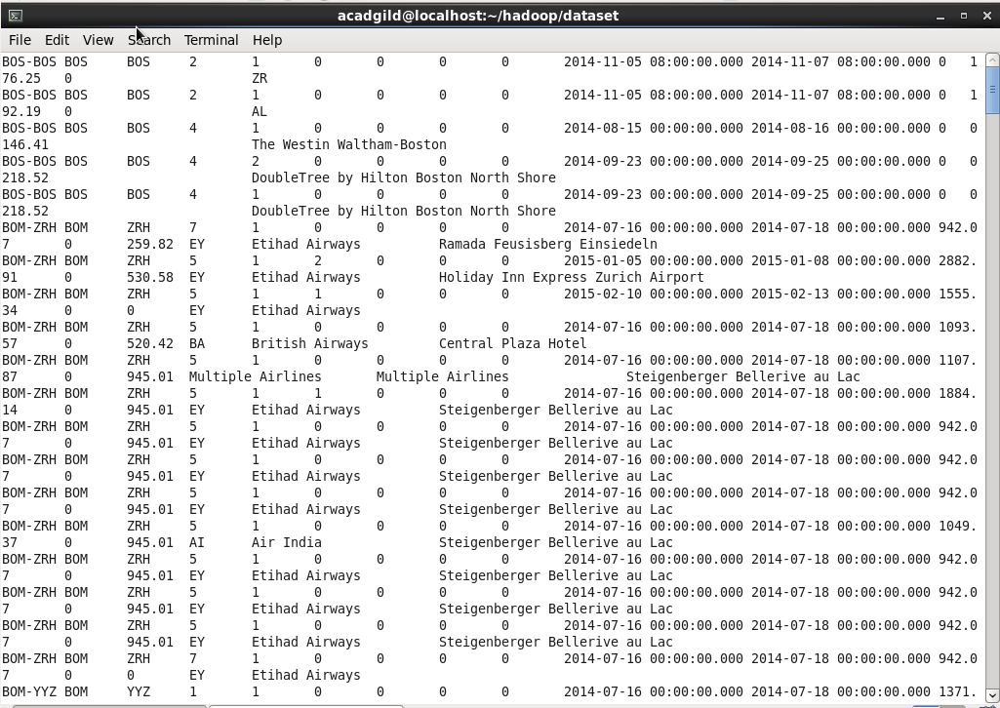 acadgild@localhost:~/hadoop/dataset
File Edit View Search Terminal Help
BOS-BOS BOS BOS 2 1 0 0 0 0 2014-11-05 08:00:00.000 2014-11-07 08:00:00.000 0 1
76.25 0 ZR
BOS-BOS BOS BOS 2 1 0 0 0 0 2014-11-05 08:00:00.000 2014-11-07 08:00:00.000 0 1
92.19 0 AL
BOS-BOS BOS BOS 4 1 0 0 0 0 2014-08-15 00:00:00.000 2014-08-16 00:00:00.000 0 0
146.41 The Westin Waltham-Boston
BOS-BOS BOS BOS 4 2 0 0 0 0 2014-09-23 00:00:00.000 2014-09-25 00:00:00.000 0 0
218.52 DoubleTree by Hilton Boston North Shore
BOS-BOS BOS BOS 4 1 0 0 0 0 2014-09-23 00:00:00.000 2014-09-25 00:00:00.000 0 0
218.52 DoubleTree by Hilton Boston North Shore
BOM-ZRH BOM ZRH 7 1 0 0 0 0 2014-07-16 00:00:00.000 2014-07-18 00:00:00.000 942.0
7 0 259.82 EY Etihad Airways Ramada Feusisberg Einsiedeln
BOM-ZRH BOM ZRH 5 1 2 0 0 0 2015-01-05 00:00:00.000 2015-01-08 00:00:00.000 2882.
91 0 530.58 EY Etihad Airways Holiday Inn Express Zurich Airport
BOM-ZRH BOM ZRH 5 1 1 0 0 0 2015-02-10 00:00:00.000 2015-02-13 00:00:00.000 1555.
34 0 0 EY Etihad Airways
BOM-ZRH BOM ZRH 5 1 0 0 0 0 2014-07-16 00:00:00.000 2014-07-18 00:00:00.000 1093.
57 0 520.42 BA British Airways Central Plaza Hotel
BOM-ZRH BOM ZRH 5 1 0 0 0 0 2014-07-16 00:00:00.000 2014-07-18 00:00:00.000 1107.
87 0 945.01 Multiple Airlines Multiple Airlines Steigenberger Bellerive au Lac
BOM-ZRH BOM ZRH 5 1 1 0 0 0 2014-07-16 00:00:00.000 2014-07-18 00:00:00.000 1884.
14 0 945.01 EY Etihad Airways Steigenberger Bellerive au Lac
BOM-ZRH BOM ZRH 5 1 0 0 0 0 2014-07-16 00:00:00.000 2014-07-18 00:00:00.000 942.0
7 0 945.01 EY Etihad Airways Steigenberger Bellerive au Lac
BOM-ZRH BOM ZRH 5 1 0 0 0 0 2014-07-16 00:00:00.000 2014-07-18 00:00:00.000 942.0
7 0 945.01 EY Etihad Airways Steigenberger Bellerive au Lac
BOM-ZRH BOM ZRH 5 1 0 0 0 0 2014-07-16 00:00:00.000 2014-07-18 00:00:00.000 942.0
7 0 945.01 EY Etihad Airways Steigenberger Bellerive au Lac
BOM-ZRH BOM ZRH 5 1 0 0 0 0 2014-07-16 00:00:00.000 2014-07-18 00:00:00.000 1049.
37 0 945.01 AI Air India Steigenberger Bellerive au Lac
BOM-ZRH BOM ZRH 5 1 0 0 0 0 2014-07-16 00:00:00.000 2014-07-18 00:00:00.000 942.0
7 0 945.01 EY Etihad Airways Steigenberger Bellerive au Lac
BOM-ZRH BOM ZRH 5 1 0 0 0 0 2014-07-16 00:00:00.000 2014-07-18 00:00:00.000 942.0
7 0 945.01 EY Etihad Airways Steigenberger Bellerive au Lac
BOM-ZRH BOM ZRH 5 1 0 0 0 0 2014-07-16 00:00:00.000 2014-07-18 00:00:00.000 942.0
7 0 945.01 EY Etihad Airways Steigenberger Bellerive au Lac
BOM-ZRH BOM ZRH 7 1 0 0 0 0 2014-07-16 00:00:00.000 2014-07-18 00:00:00.000 942.0
7 0 0 EY Etihad Airways
BOM-YYZ BOM YYZ 1 1 0 0 0 0 2014-07-16 00:00:00.000 2014-07-18 00:00:00.000 1371.